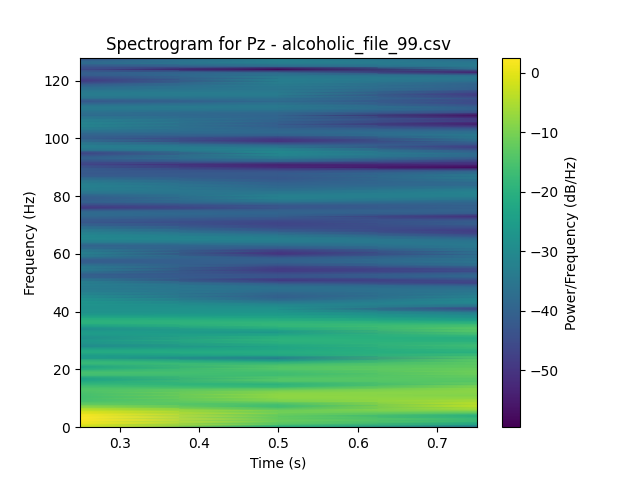 Spectrogram for Pz - alcoholic_file_99.csv
120
100
80
60
40
20
0
Frequency (Hz)
0.3 0.4 0.5 0.6 0.7
Time (s)
0
−10
−20
−30
−40
−50
Power/Frequency (dB/Hz)